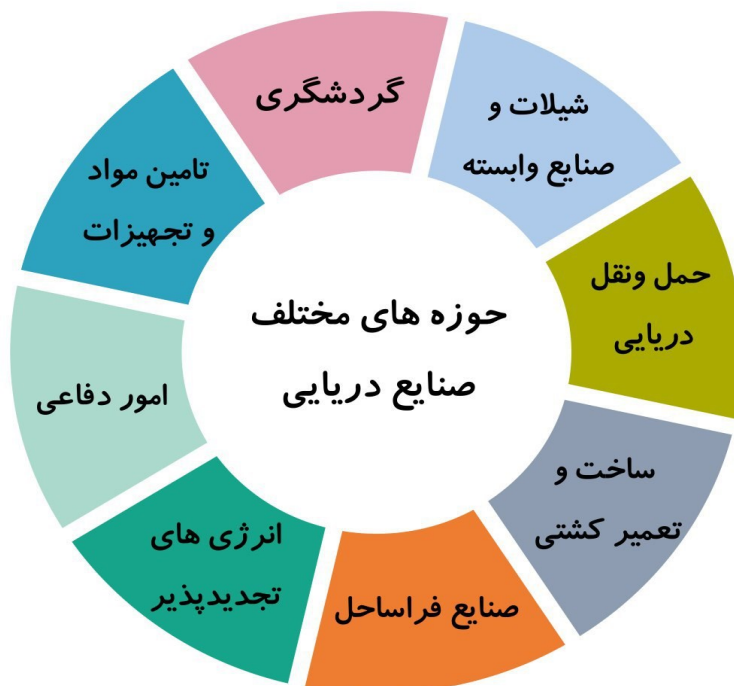 حوزه های مختلف
صنایع دریایی
گردشگری
شیلات و
صنایع وابسته
حمل ونقل
دریایی
ساخت و
تعمیر کشتی
صنایع فراساحل
انرژی های
تجدیدپذیر
امور دفاعی
تامین مواد
و تجهیزات